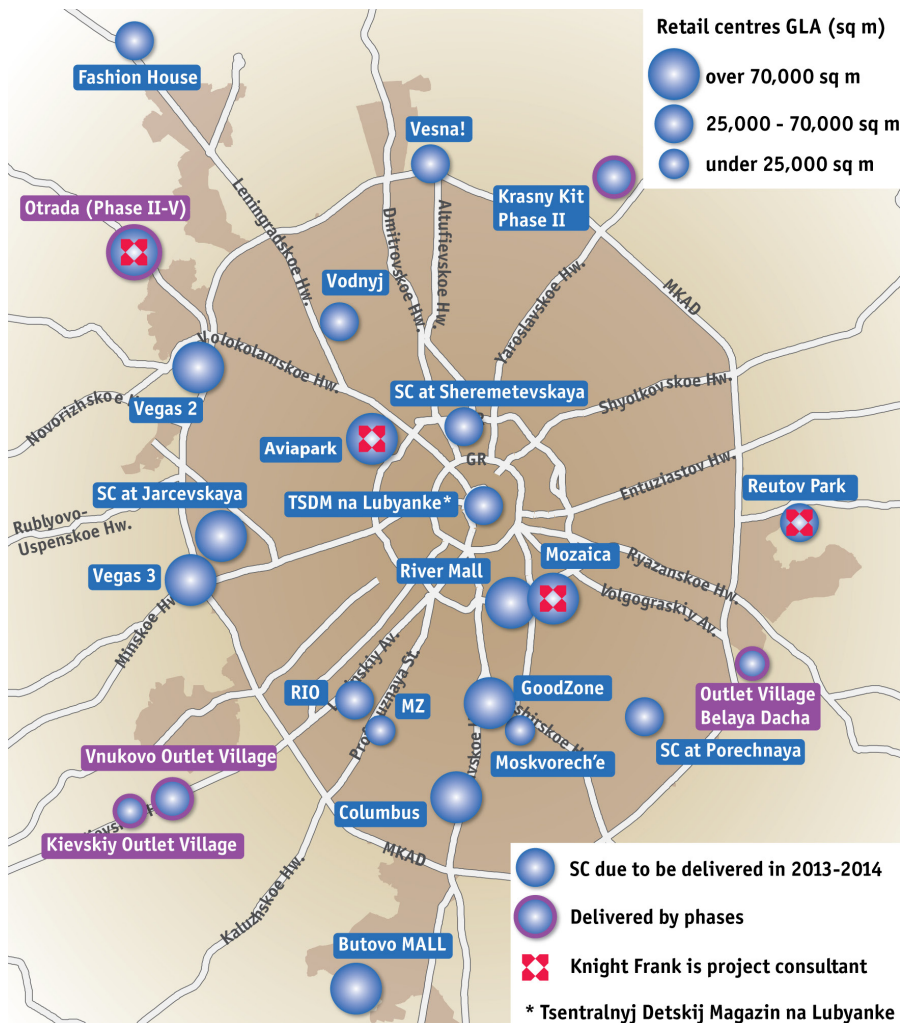 Retail centres GLA (sq m)
over 70,000 sq m
25,000 - 70,000 sq m
under 25,000 sq m
Fashion House
Vesna!
Krasny Kit
Phase II
Otrada (Phase II-V)
Leningradskoe Hw.
Dmitrovskoe Hw.
Altufievskoe Hw.
Yaroslavskoe Hw.
MKAD
Vodnyj
Volokolamskoe Hw.
Novorizhskoe
Vegas 2
SC at Sheremetevskaya
Shyolkovskoe Hw.
Aviapark
GR
Entuziastov Hw.
Reutov Park
SC at Jarcevskaya
TSDM na Lubyanke*
Rublyovo-
Uspenskoe Hw.
Vegas 3
River Mall
Mozaica
Ryazanskoe Hw.
Volgograskiy Av.
Minskoe Hw.
Av.
RIO
MZ
GoodZone
Outlet Village
Belaya Dacha
SC at Porechnaya
Moskvorech'e
Vnukovo Outlet Village
Kievskiy Outlet Village
Columbus
MKAD
Kaluzhskoe Hw.
Butovo MALL
SC due to be delivered in 2013-2014
Delivered by phases
Knight Frank is project consultant
* Tsentralnyj Detskij Magazin na Lubyanke